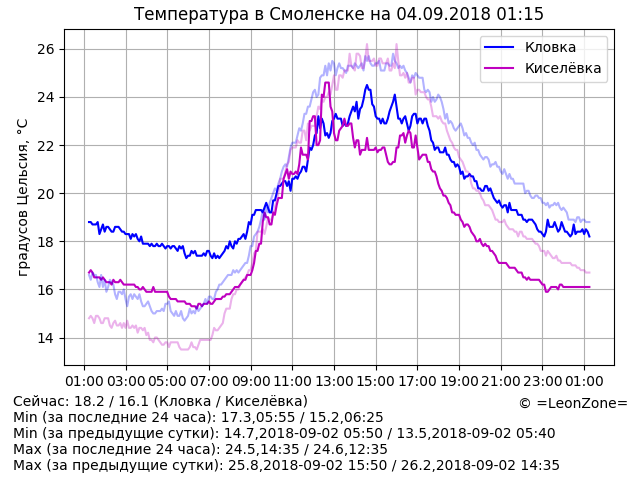 Температура в Смоленске на 04.09.2018 01:15
градусов Цельсия, °C
26
24
22
20
18
16
14
Кловка
Киселёвка
01:00 03:00 05:00 07:00 09:00 11:00 13:00 15:00 17:00 19:00 21:00 23:00 01:00
Сейчас: 18.2 / 16.1 (Кловка / Киселёвка)
© =LeonZone=
Min (за последние 24 часа): 17.3,05:55 / 15.2,06:25
Min (за предыдущие сутки): 14.7,2018-09-02 05:50 / 13.5,2018-09-02 05:40
Max (за последние 24 часа): 24.5,14:35 / 24.6,12:35
Max (за предыдущие сутки): 25.8,2018-09-02 15:50 / 26.2,2018-09-02 14:35